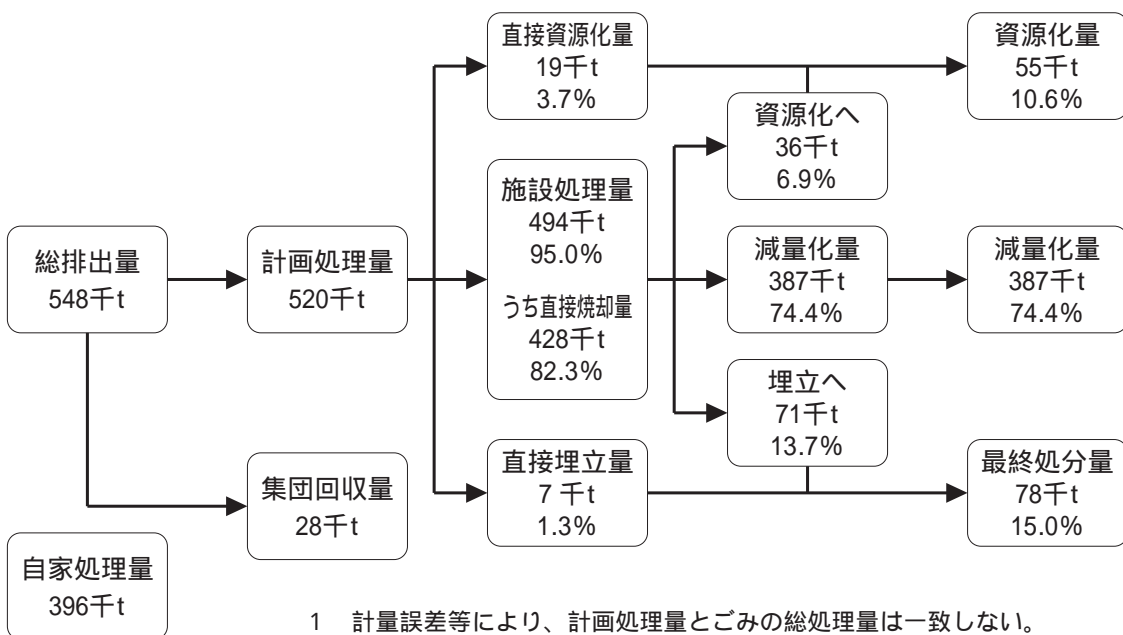 総排出量
548千t
計画処理量
520千t
集団回収量
28千t
自家処理量
396千t
直接資源化量
19千t
3.7%
施設処理量
494千t
95.0%
うち直接焼却量
428千t
82.3%
直接埋立量
7 千t
1.3%
資源化へ
36千t
6.9%
減量化量
387千t
74.4%
埋立へ
71千t
13.7%
資源化量
55千t
10.6%
減量化量
387千t
74.4%
最終処分量
78千t
15.0%
1 計量誤差等により、計画処理量とごみの総処理量は一致しない。